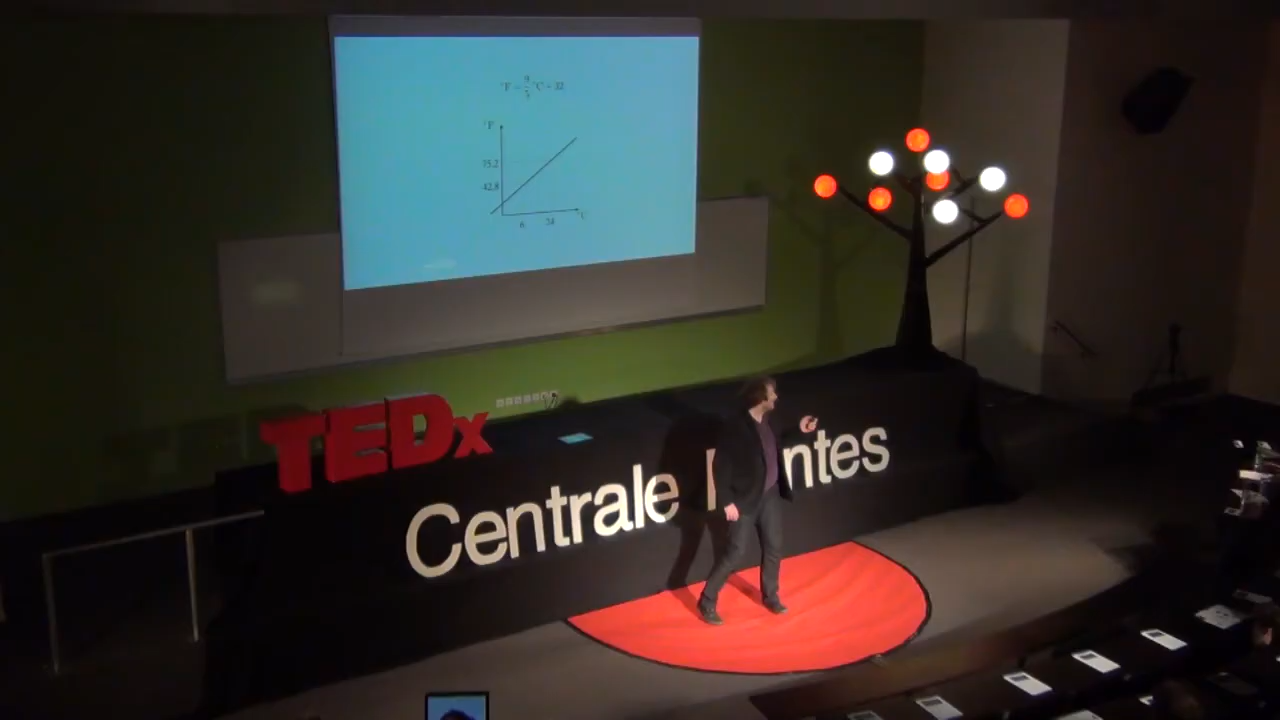 °F = 9/5 °C + 32
°F
75.2
42.8
6 24 °C
TEDx
Centrale N ntes